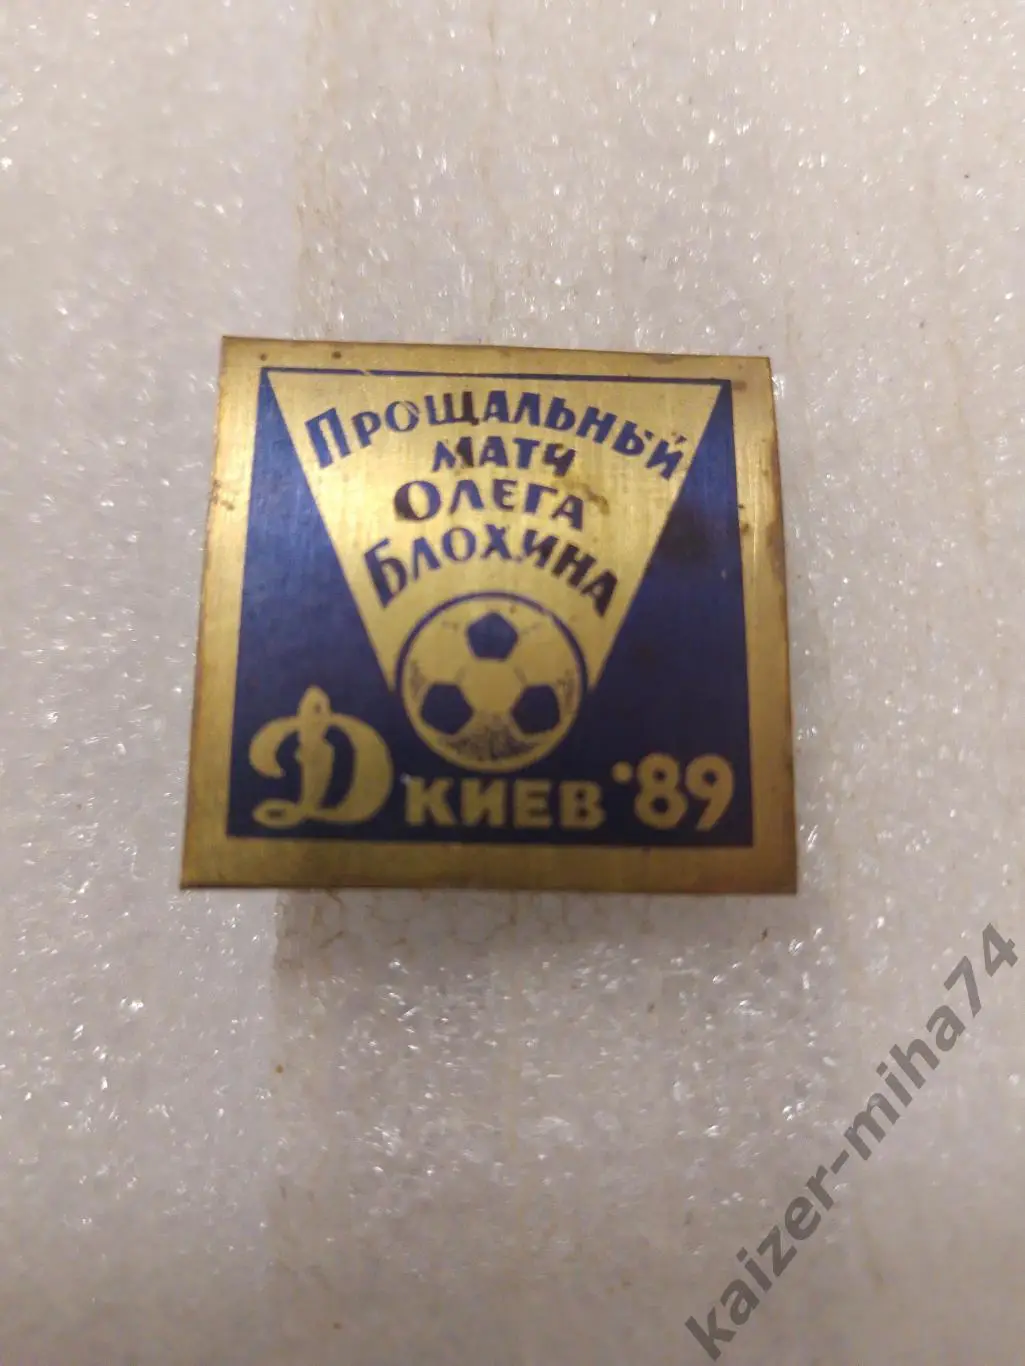 Прощальный
матч
Олега
Блохина
Д Киев '89
kaizer-miha74